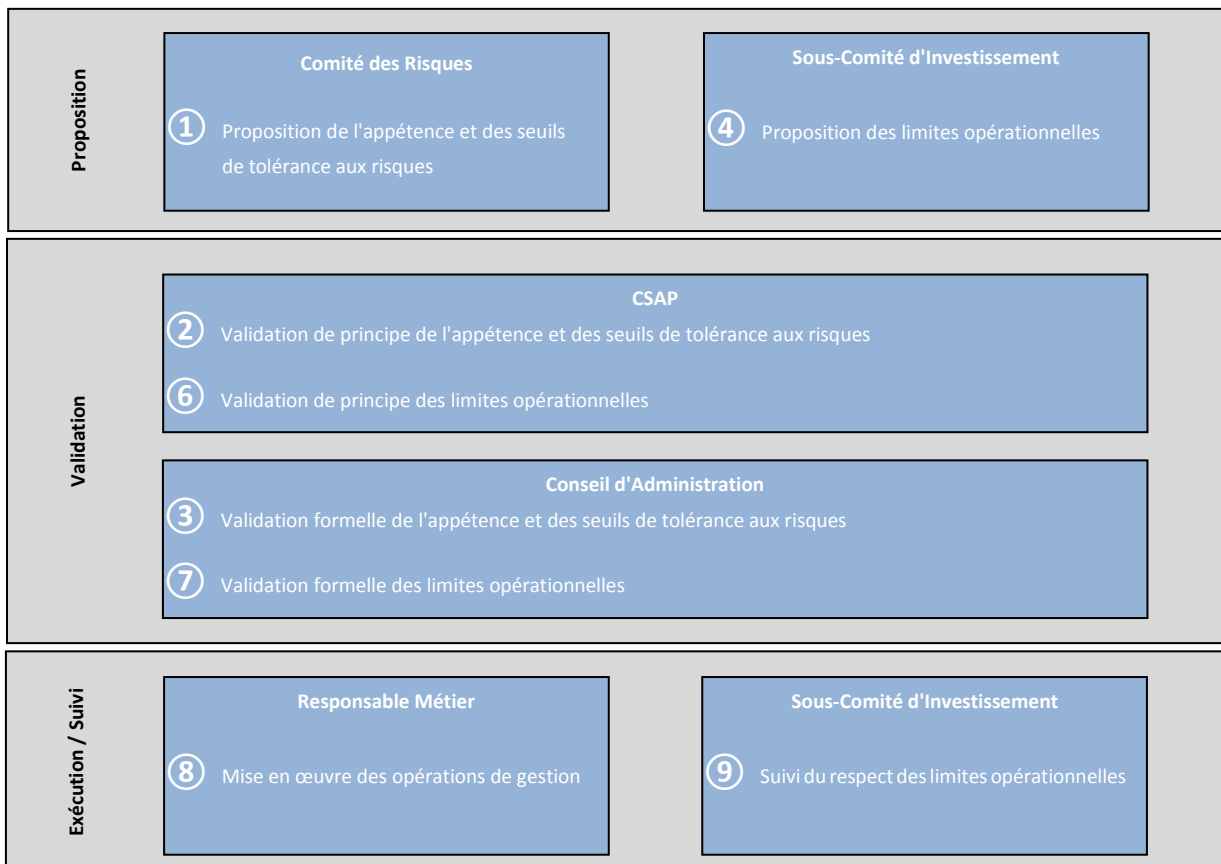 Proposition
Comité des Risques
① Proposition de l'appétence et des seuils
de tolérance aux risques
Sous-Comité d'Investissement
④ Proposition des limites opérationnelles
Validation
CSAP
② Validation de principe de l'appétence et des seuils de tolérance aux risques
⑥ Validation de principe des limites opérationnelles
Conseil d'Administration
③ Validation formelle de l'appétence et des seuils de tolérance aux risques
⑦ Validation formelle des limites opérationnelles
Exécution / Suivi
Responsable Métier
⑧ Mise en œuvre des opérations de gestion
Sous-Comité d'Investissement
⑨ Suivi du respect des limites opérationnelles